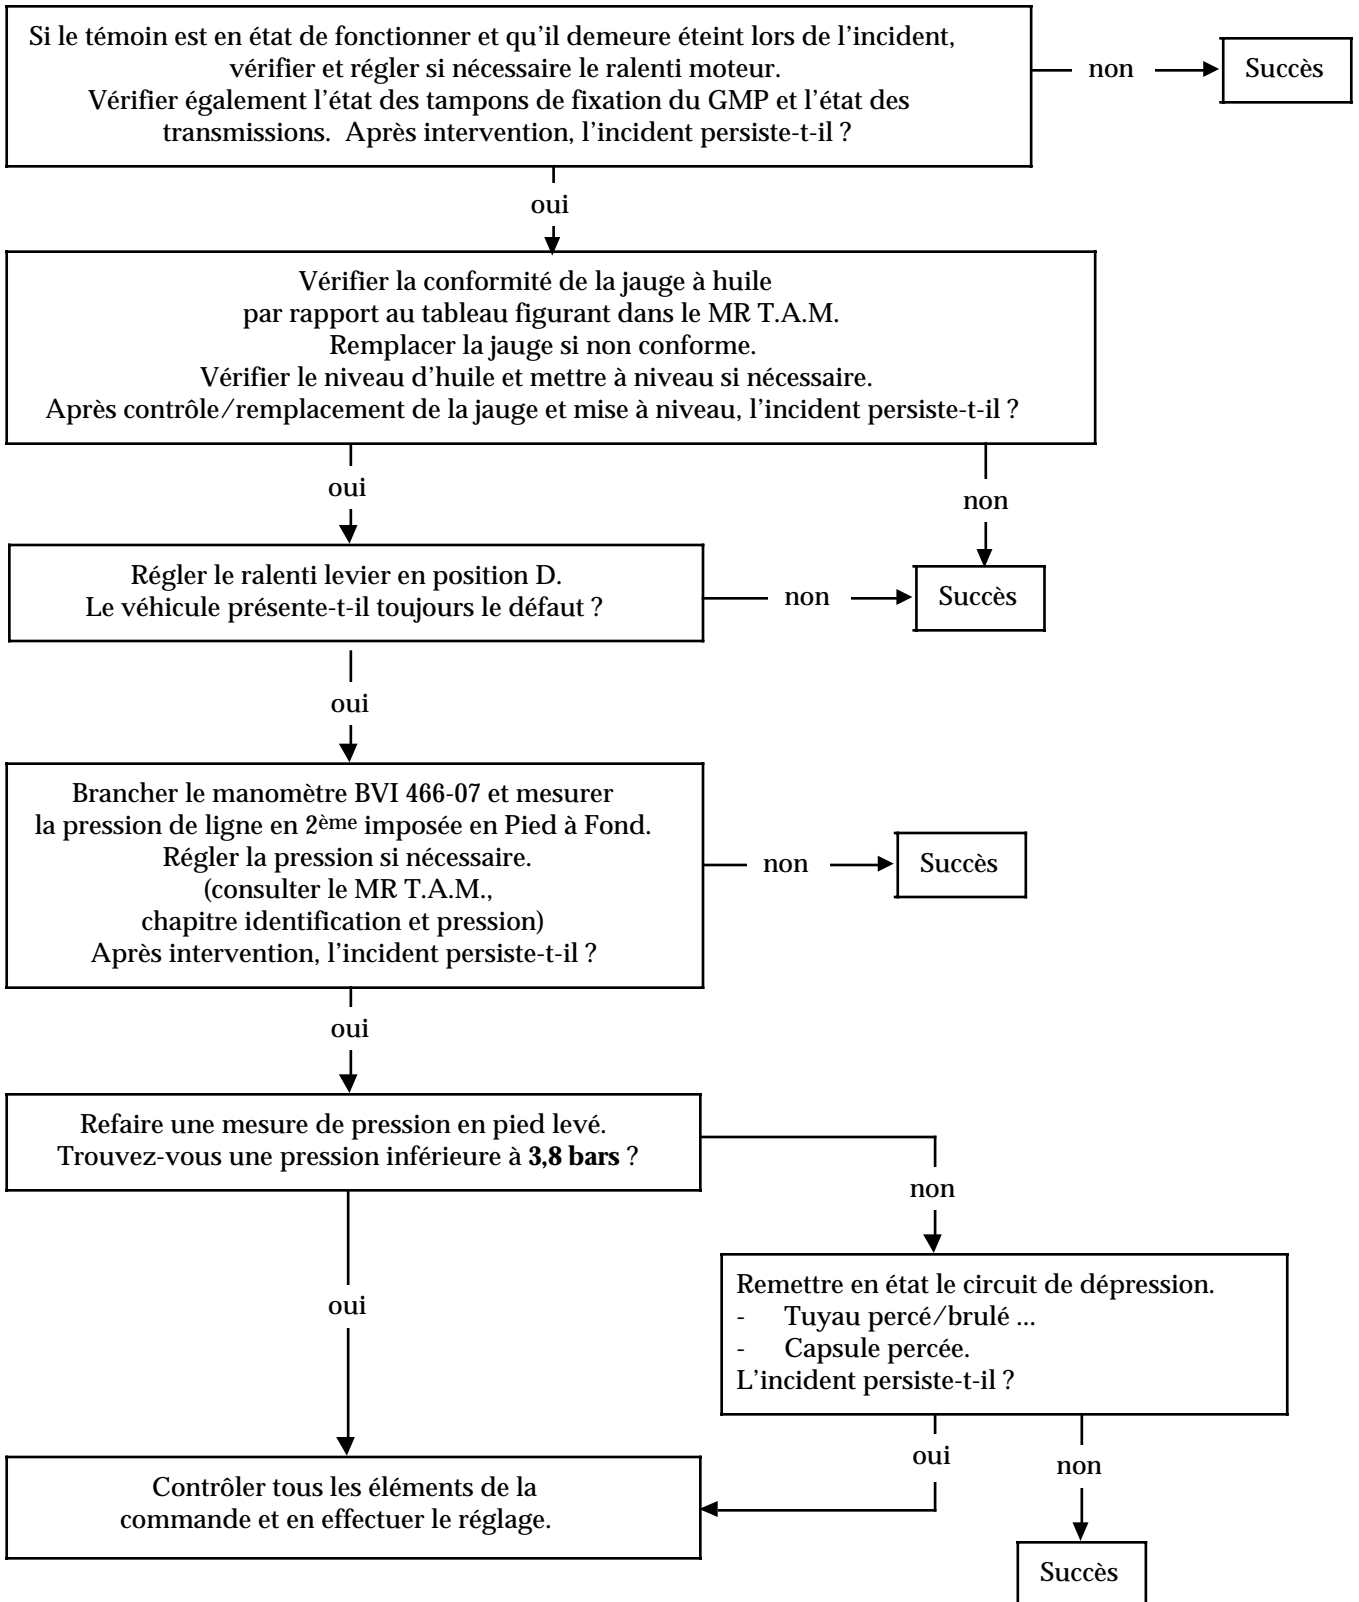 Si le témoin est en état de fonctionner et qu'il demeure éteint lors de l'incident,
vérifier et régler si nécessaire le ralenti moteur.
Vérifier également l'état des tampons de fixation du GMP et l'état des
transmissions. Après intervention, l'incident persiste-t-il ?
non
Succès
oui
Vérifier la conformité de la jauge à huile
par rapport au tableau figurant dans le MR T.A.M.
Remplacer la jauge si non conforme.
Vérifier le niveau d'huile et mettre à niveau si nécessaire.
Après contrôle/remplacement de la jauge et mise à niveau, l'incident persiste-t-il ?
oui
non
Régler le ralenti levier en position D.
Le véhicule présente-t-il toujours le défaut ?
non
Succès
oui
Brancher le manomètre BVI 466-07 et mesurer
la pression de ligne en 2ème imposée en Pied à Fond.
Régler la pression si nécessaire.
(consulter le MR T.A.M.,
chapitre identification et pression)
Après intervention, l'incident persiste-t-il ?
non
Succès
oui
Refaire une mesure de pression en pied levé.
Trouvez-vous une pression inférieure à 3,8 bars ?
non
oui
Remettre en état le circuit de dépression.
- Tuyau percé/brulé ...
- Capsule percée.
L'incident persiste-t-il ?
oui
non
Contrôler tous les éléments de la
commande et en effectuer le réglage.
Succès